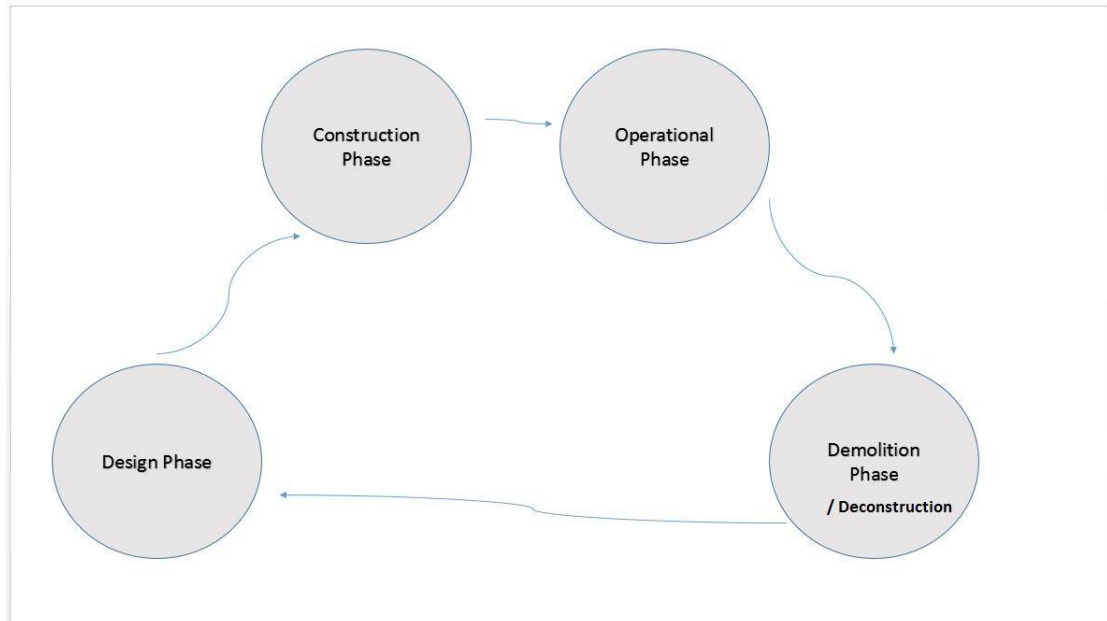 Construction
Phase
Operational
Phase
Design Phase
Demolition
Phase
/ Deconstruction